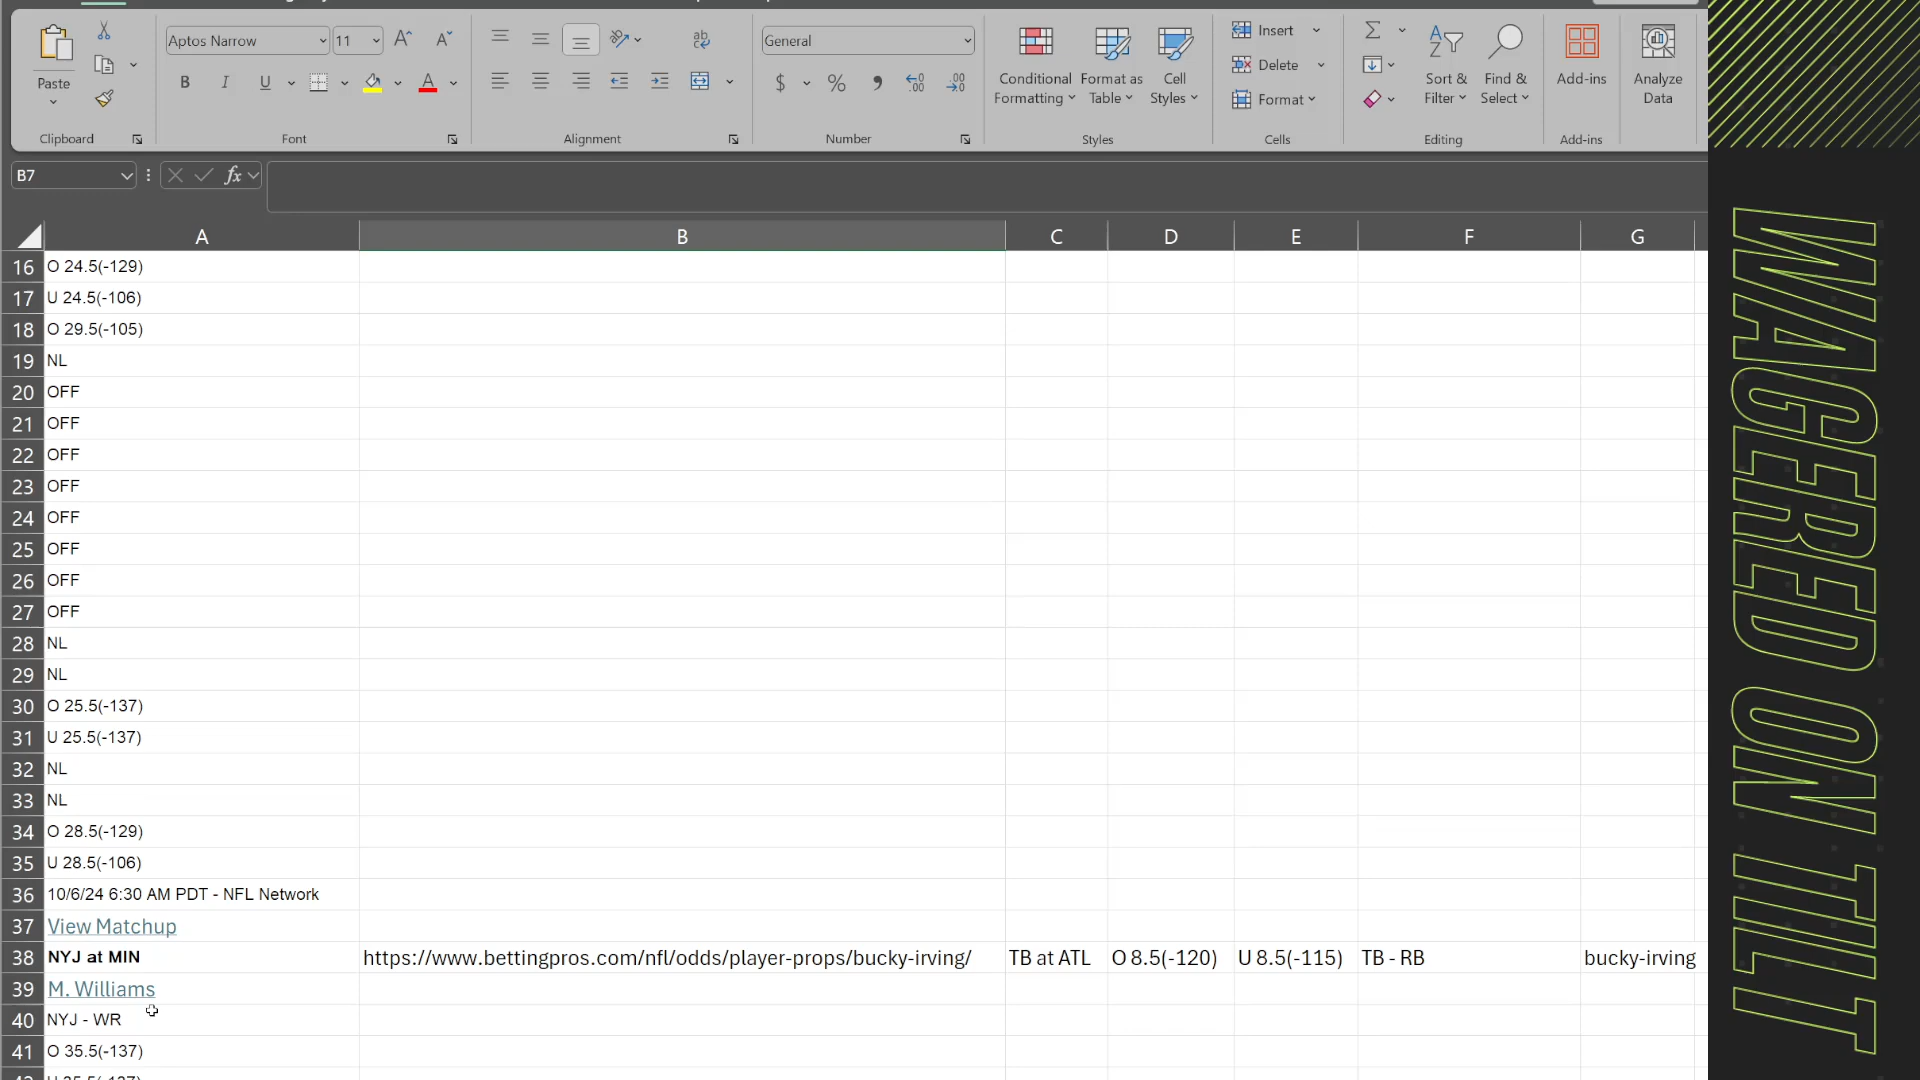 Paste
Clipboard
Aptos Narrow
11
B I U
Font
Alignment
General
Number
Conditional Formatting
Format as Table
Cell Styles
Styles
Insert
Delete
Format
Cells
Sort & Filter
Find & Select
Editing
Add-ins
Add-ins
Analyze Data
B7
fx
A B C D E F G
16 O 24.5(-129)
17 U 24.5(-106)
18 O 29.5(-105)
19 NL
20 OFF
21 OFF
22 OFF
23 OFF
24 OFF
25 OFF
26 OFF
27 OFF
28 NL
29 NL
30 O 25.5(-137)
31 U 25.5(-137)
32 NL
33 NL
34 O 28.5(-129)
35 U 28.5(-106)
36 10/6/24 6:30 AM PDT - NFL Network
37 View Matchup
38 NYJ at MIN https://www.bettingpros.com/nfl/odds/player-props/bucky-irving/ TB at ATL O 8.5(-120) U 8.5(-115) TB - RB bucky-irving
39 M. Williams
40 NYJ - WR
41 O 35.5(-137)
WAGERED ON TILT